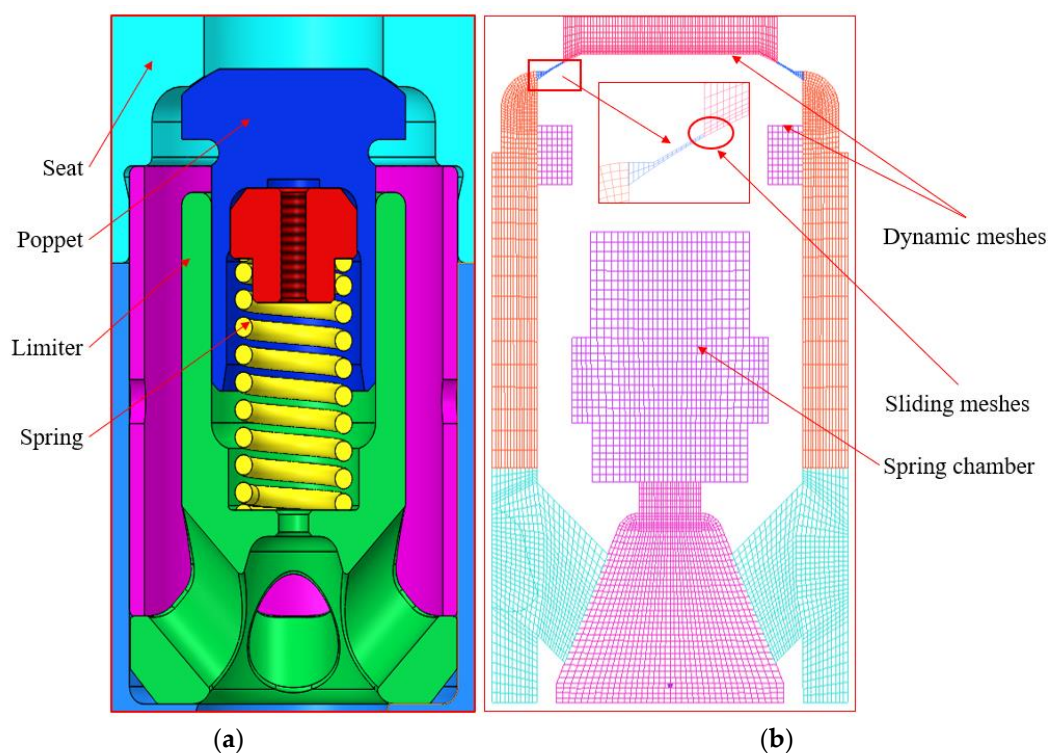 Seat
Poppet
Limiter
Spring
Dynamic meshes
Sliding meshes
Spring chamber
(a)
(b)